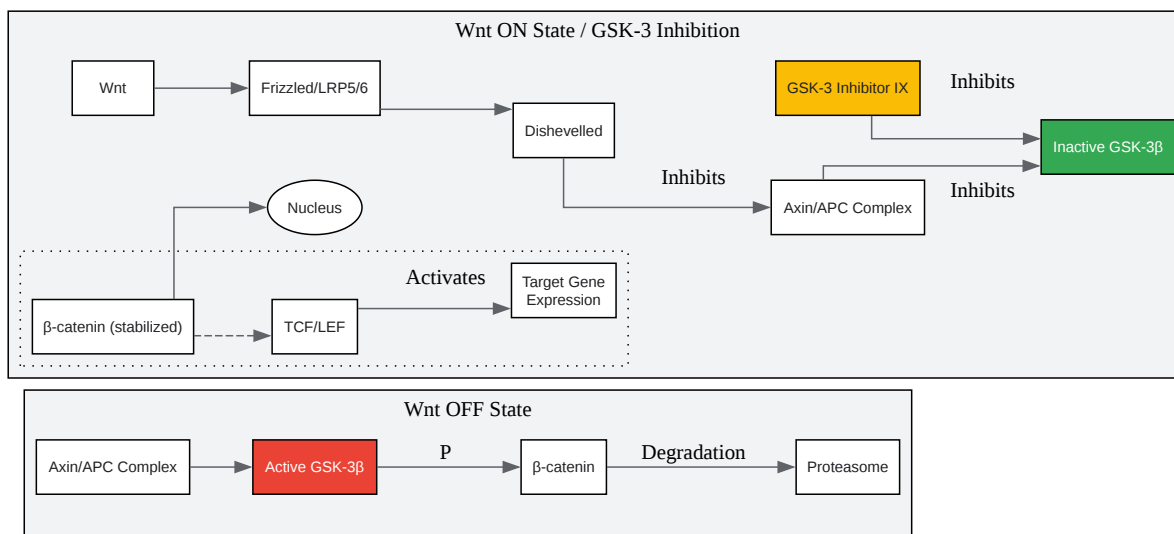 Wnt ON State / GSK-3 Inhibition
Wnt
Frizzled/LRP5/6
GSK-3 Inhibitor IX
Inhibits
Dishevelled
Inactive GSK-3β
Inhibits
Inhibits
Axin/APC Complex
Nucleus
Activates
Target Gene
Expression
β-catenin (stabilized)
TCF/LEF
Wnt OFF State
Axin/APC Complex
Active GSK-3β
P
β-catenin
Degradation
Proteasome